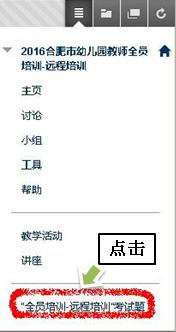 2016合肥市幼儿园教师全员
培训-远程培训
主页
讨论
小组
工具
帮助
教学活动
点击
讲座
“全员培训-远程培训”考试题